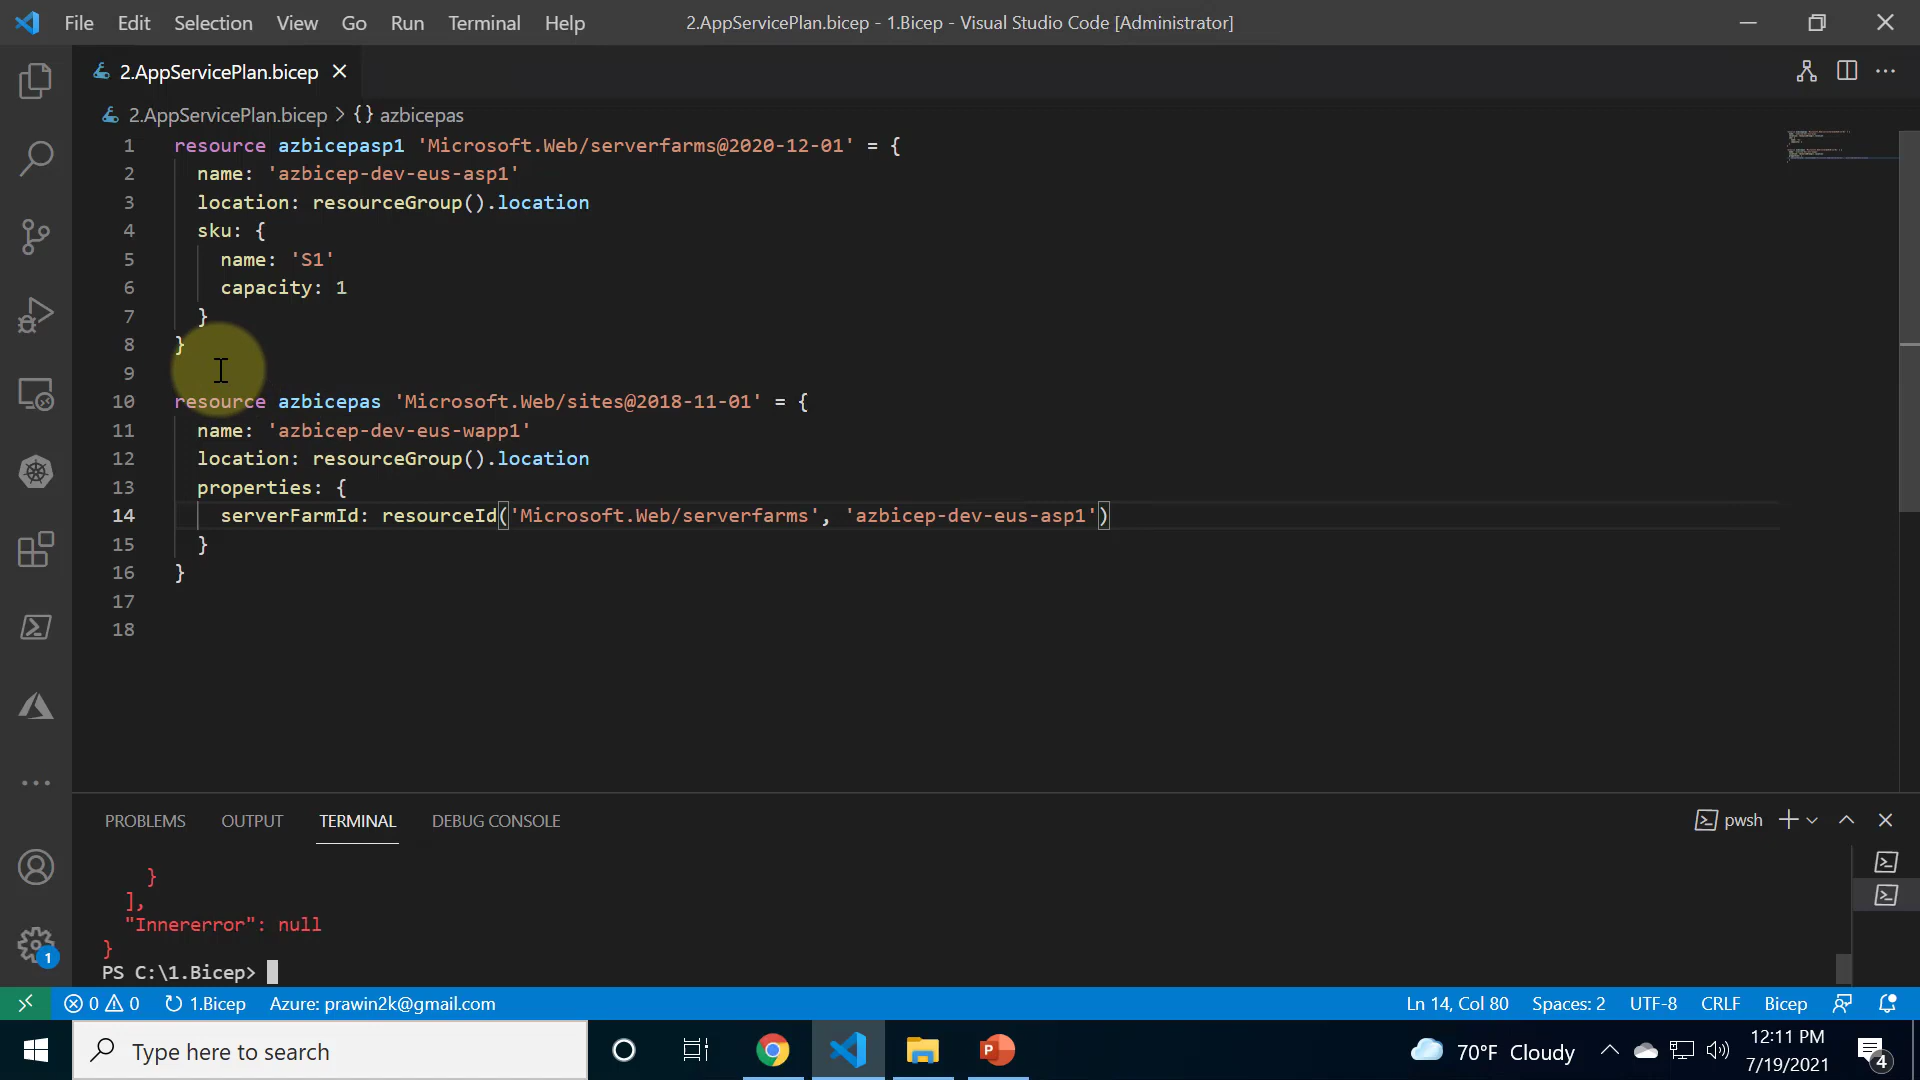 File Edit Selection View Go Run Terminal Help
2.AppServicePlan.bicep - 1.Bicep - Visual Studio Code [Administrator]
2.AppServicePlan.bicep
2.AppServicePlan.bicep > {} azbicepas
1 resource azbicepasp1 'Microsoft.Web/serverfarms@2020-12-01' = {
2 name: 'azbicep-dev-eus-asp1'
3 location: resourceGroup().location
4 sku: {
5 name: 'S1'
6 capacity: 1
7 }
8 }
9
10 resource azbicepas 'Microsoft.Web/sites@2018-11-01' = {
11 name: 'azbicep-dev-eus-wapp1'
12 location: resourceGroup().location
13 properties: {
14 serverFarmId: resourceId('Microsoft.Web/serverfarms', 'azbicep-dev-eus-asp1')
15 }
16 }
17
18
PROBLEMS OUTPUT TERMINAL DEBUG CONSOLE
pwsh
}
],
"Innererror": null
}
PS C:\1.Bicep>
1
0 0 1.Bicep Azure: prawin2k@gmail.com
Ln 14, Col 80 Spaces: 2 UTF-8 CRLF Bicep
Type here to search
70°F Cloudy
12:11 PM
7/19/2021
4